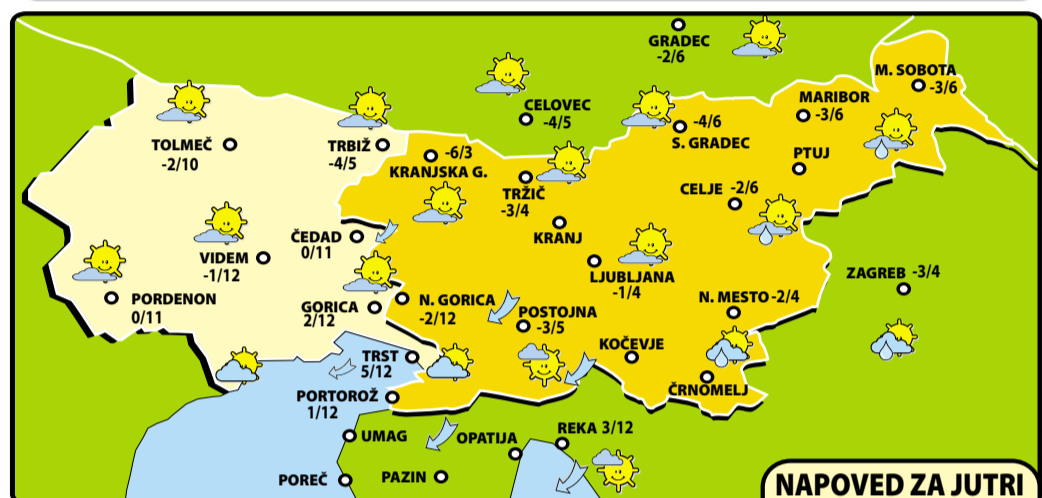 GRADEC
-2/6
M. SOBOTA
-3/6
CELOVEC
-4/5
MARIBOR
-3/6
-4/6
S. GRADEC
TOLMEČ
-2/10
TRBIŽ
-4/5
-6/3
KRANJSKA G.
PTUJ
TRŽIČ
-3/4
CELJE -2/6
ČEDAD
0/11
KRANJ
VIDEM
-1/12
LJUBLJANA
-1/4
ZAGREB -3/4
PORDENON
0/11
GORICA
2/12
N. GORICA
-2/12
POSTOJNA
-3/5
N. MESTO -2/4
KOČEVJE
TRST
5/12
ČRNOMELJ
PORTOROŽ
1/12
UMAG
OPATIJA
REKA 3/12
POREČ
PAZIN
NAPOVED ZA JUTRI